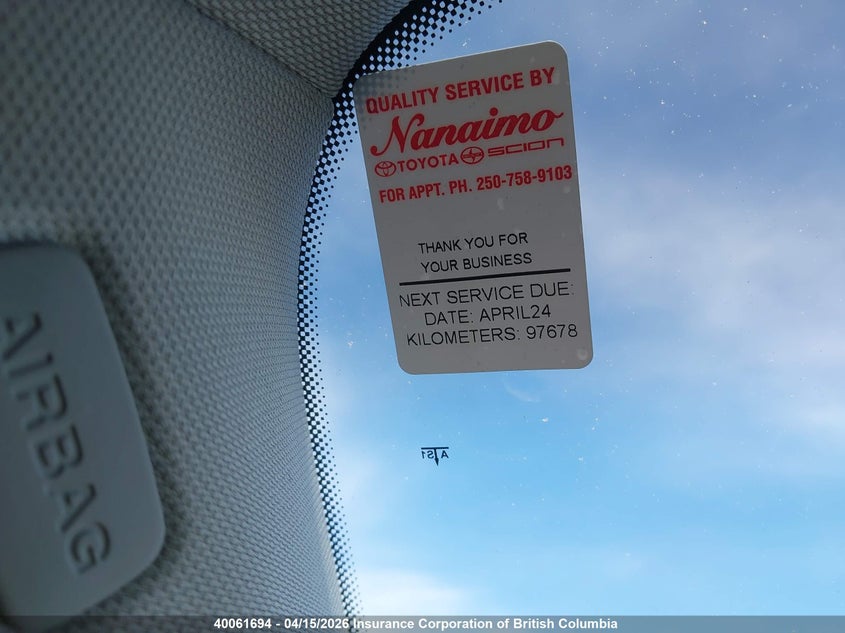 QUALITY SERVICE BY
Nanaimo
TOYOTA SCION
FOR APPT. PH. 250-758-9103
THANK YOU FOR
YOUR BUSINESS
NEXT SERVICE DUE:
DATE: APRIL24
KILOMETERS: 97678
AS1
AIRBAG
40061694 - 04/15/2026 Insurance Corporation of British Columbia